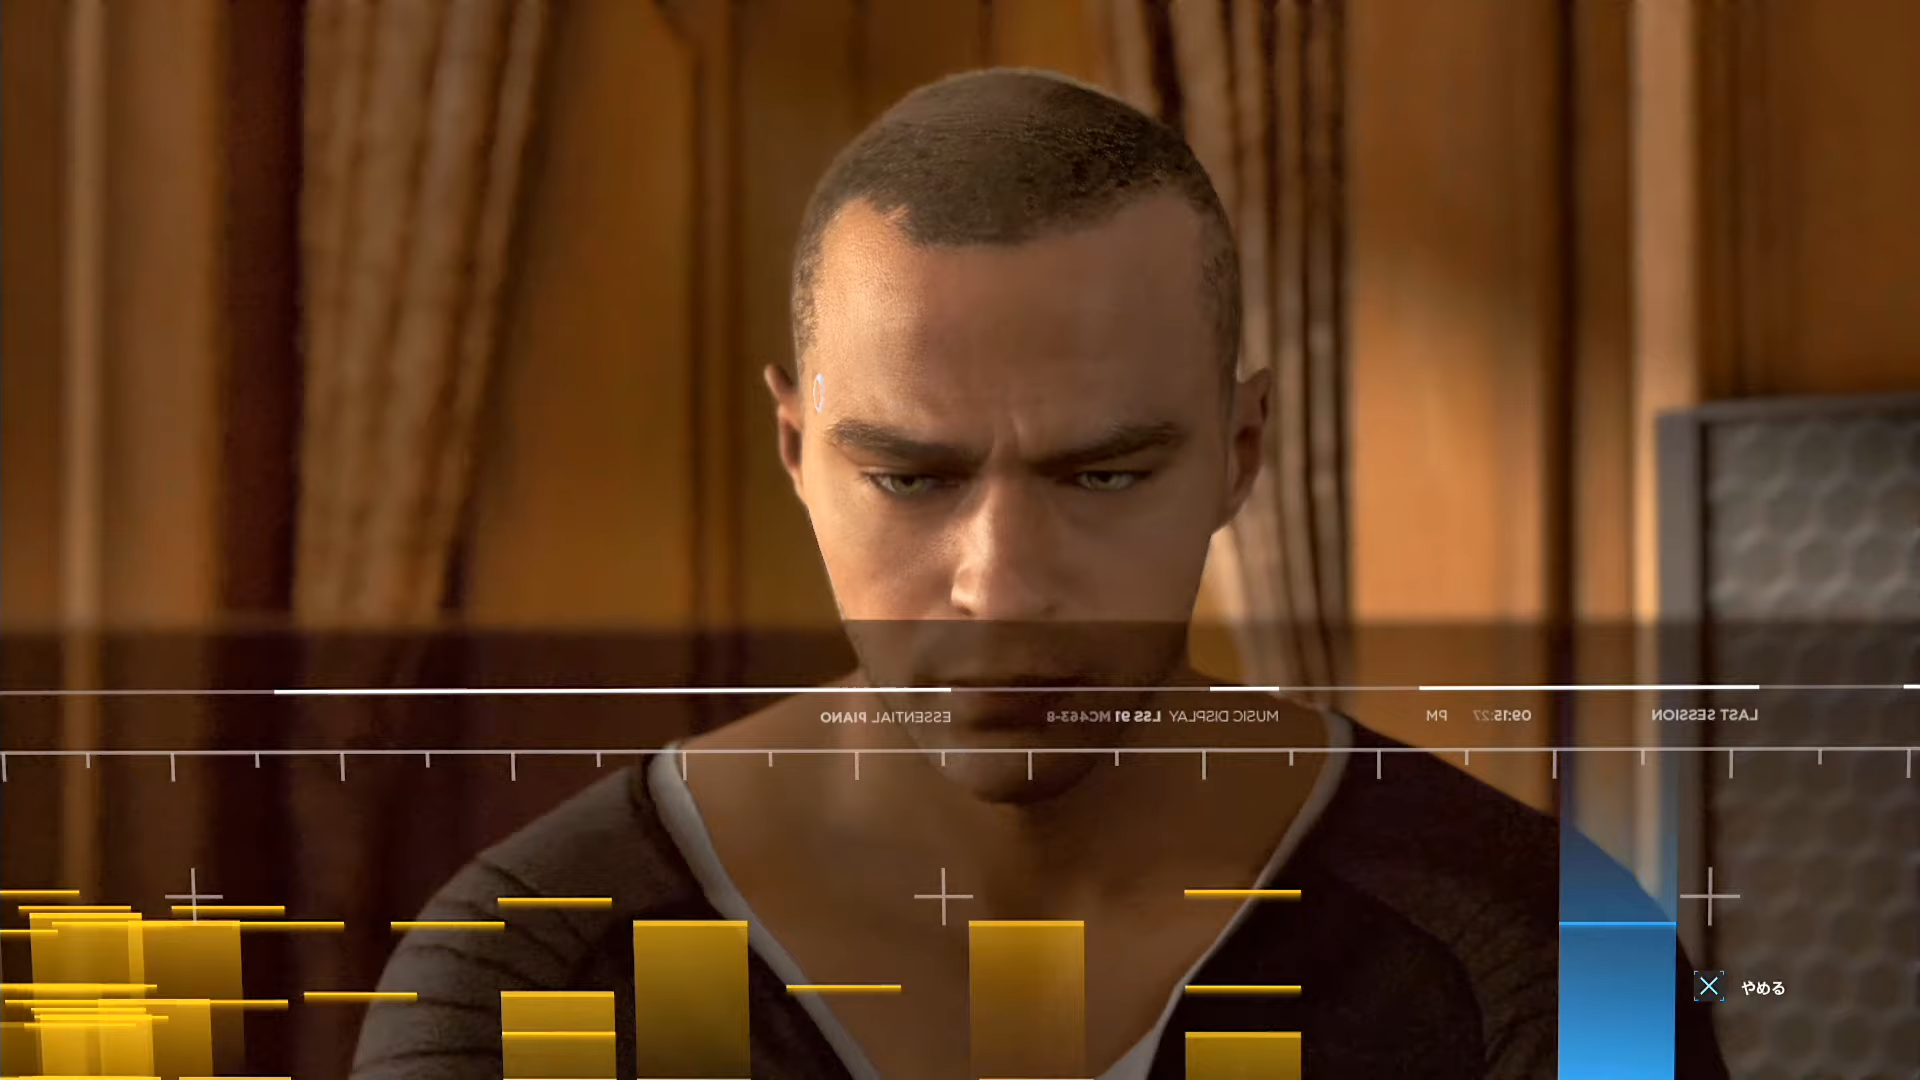 ESSENTIAL PIANO
MUSIC DISPLAY LSS 91 MC463-8
09:15:27 PM
LAST SESSION
やめる